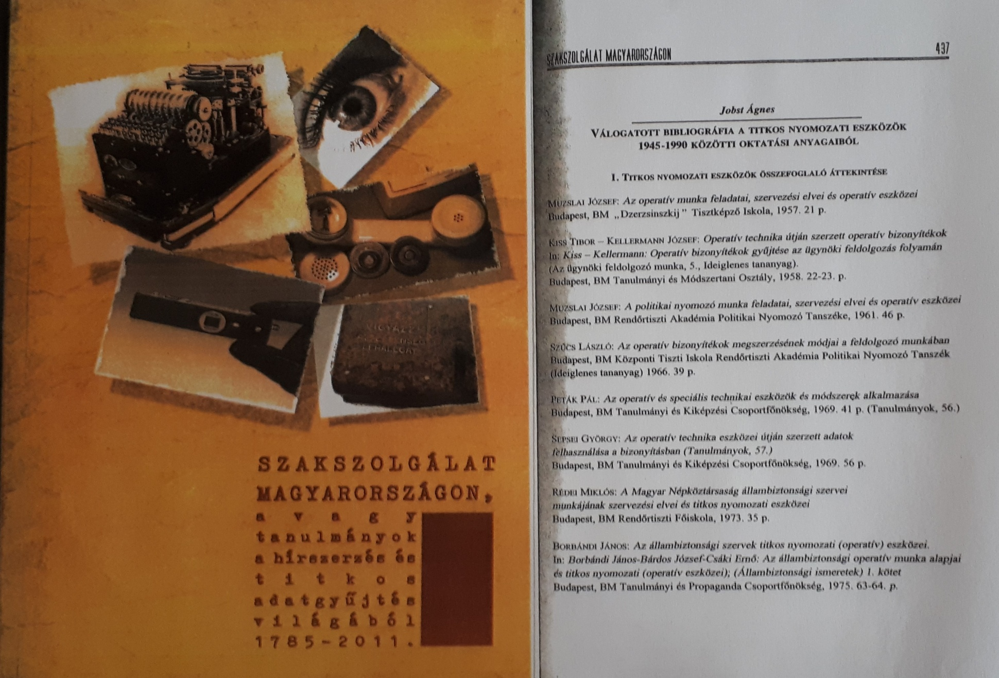 VIGYÁZZ!
LEHALLGAT
SZAKSZOLGÁLAT
MAGYARORSZÁGON,
avagy
tanulmányok
a hírszerzés és
titkos
adatgyűjtés
világából
1785-2011.
SZAKSZOLGÁLAT MAGYARORSZÁGON 437
Jobst Ágnes
VÁLOGATOTT BIBLIOGRÁFIA A TITKOS NYOMOZATI ESZKÖZÖK
1945-1990 KÖZÖTTI OKTATÁSI ANYAGAIBÓL
I. TITKOS NYOMOZATI ESZKÖZÖK ÖSSZEFOGLALÓ ÁTTEKINTÉSE
MUZSLAI JÓZSEF: Az operatív munka feladatai, szervezési elvei és operatív eszközei
Budapest, BM „Dzerzsinszkij” Tisztképző Iskola, 1957. 21 p.
KISS TIBOR – KELLERMANN JÓZSEF: Operatív technika útján szerzett operatív bizonyítékok
In: Kiss – Kellermann: Operatív bizonyítékok gyűjtése az ügynöki feldolgozás folyamán
(Az ügynöki feldolgozó munka, 5., Ideiglenes tananyag).
Budapest, BM Tanulmányi és Módszertani Osztály, 1958. 22-23. p.
MUZSLAI JÓZSEF: A politikai nyomozó munka feladatai, szervezési elvei és operatív eszközei
Budapest, BM Rendőrtiszti Akadémia Politikai Nyomozó Tanszéke, 1961. 46 p.
SZŰCS LÁSZLÓ: Az operatív bizonyítékok megszerzésének módjai a feldolgozó munkában
Budapest, BM Központi Tiszti Iskola Rendőrtiszti Akadémia Politikai Nyomozó Tanszék
(Ideiglenes tananyag) 1966. 39 p.
PETÁK PÁL: Az operatív és speciális technikai eszközök és módszerek alkalmazása
Budapest, BM Tanulmányi és Kiképzési Csoportfőnökség, 1969. 41 p. (Tanulmányok, 56.)
SEPSEI GYÖRGY: Az operatív technika eszközei útján szerzett adatok
felhasználása a bizonyításban (Tanulmányok, 57.)
Budapest, BM Tanulmányi és Kiképzési Csoportfőnökség, 1969. 56 p.
RÉDEI MIKLÓS: A Magyar Népköztársaság állambiztonsági szervei
munkájának szervezési elvei és titkos nyomozati eszközei
Budapest, BM Rendőrtiszti Főiskola, 1973. 35 p.
BORBÁNDI JÁNOS: Az állambiztonsági szervek titkos nyomozati (operatív) eszközei.
In: Borbándi János-Bárdos József-Csáki Ernő: Az állambiztonsági operatív munka alapjai
és titkos nyomozati (operatív eszközei); (Állambiztonsági ismeretek) 1. kötet
Budapest, BM Tanulmányi és Propaganda Csoportfőnökség, 1975. 63-64. p.